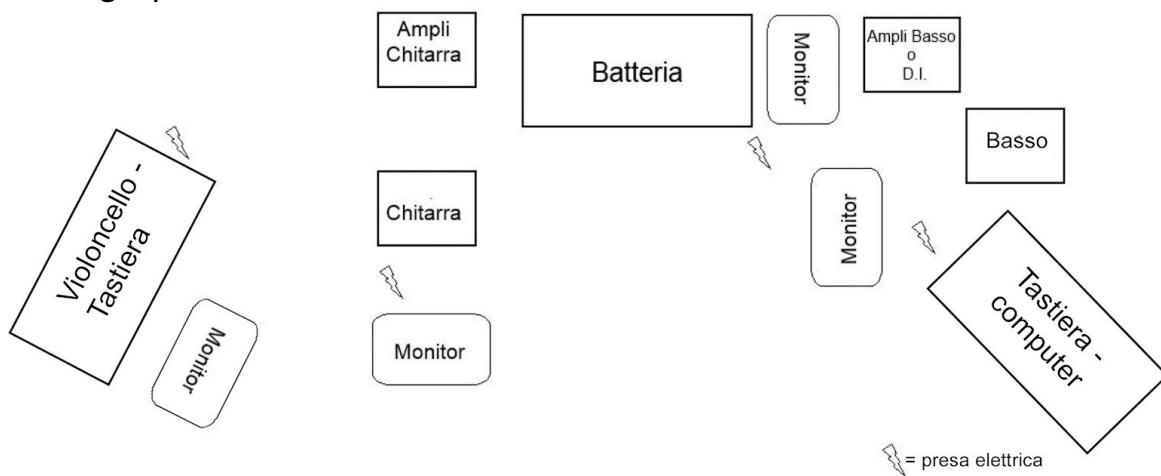 Ampli
Chitarra
Batteria
Monitor
Ampli Basso
o
D.I.
Basso
Violoncello -
Tastiera
Chitarra
Monitor
Monitor
Monitor
Tastiera -
computer
= presa elettrica